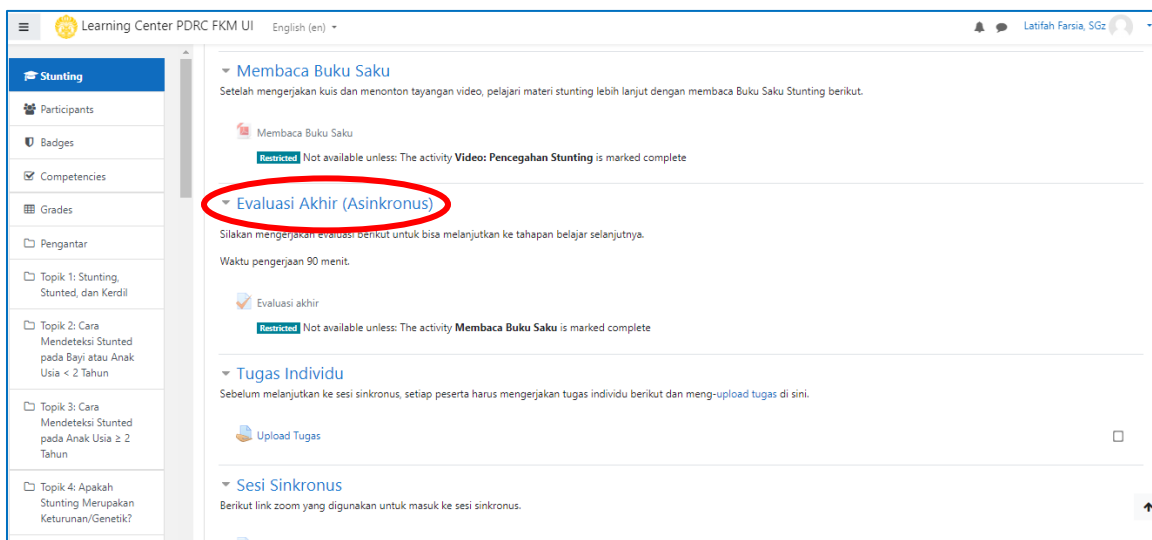 Learning Center PDRC FKM UI English (en)
Latifah Farsia, SGz
Stunting
Participants
Badges
Competencies
Grades
Pengantar
Topik 1: Stunting,
Stunted, dan Kerdil
Topik 2: Cara
Mendeteksi Stunted
pada Bayi atau Anak
Usia < 2 Tahun
Topik 3: Cara
Mendeteksi Stunted
pada Anak Usia ≥ 2
Tahun
Topik 4: Apakah
Stunting Merupakan
Keturunan/Genetik?
Membaca Buku Saku
Setelah mengerjakan kuis dan menonton tayangan video, pelajari materi stunting lebih lanjut dengan membaca Buku Saku Stunting berikut.
Membaca Buku Saku
Restricted Not available unless: The activity Video: Pencegahan Stunting is marked complete
Evaluasi Akhir (Asinkronus)
Silakan mengerjakan evaluasi berikut untuk bisa melanjutkan ke tahapan belajar selanjutnya.
Waktu pengerjaan 90 menit.
Evaluasi akhir
Restricted Not available unless: The activity Membaca Buku Saku is marked complete
Tugas Individu
Sebelum melanjutkan ke sesi sinkronus, setiap peserta harus mengerjakan tugas individu berikut dan meng-upload tugas di sini.
Upload Tugas
Sesi Sinkronus
Berikut link zoom yang digunakan untuk masuk ke sesi sinkronus.